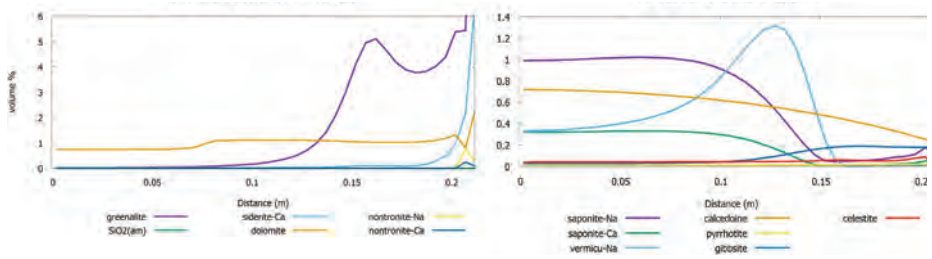 6
5
4
3
2
1
0
volume %
0 0.05 0.1 0.15 0.2
Distance (m)
greenalite siderite-Ca nontronite-Na
SiO2(am) dolomite nontronite-Ca
1.4
1.2
1
0.8
0.6
0.4
0.2
0
0 0.05 0.1 0.15 0.2
Distance (m)
saponite-Na calcedoine celestite
saponite-Ca pyrrhotite
vermicu-Na gibbsite